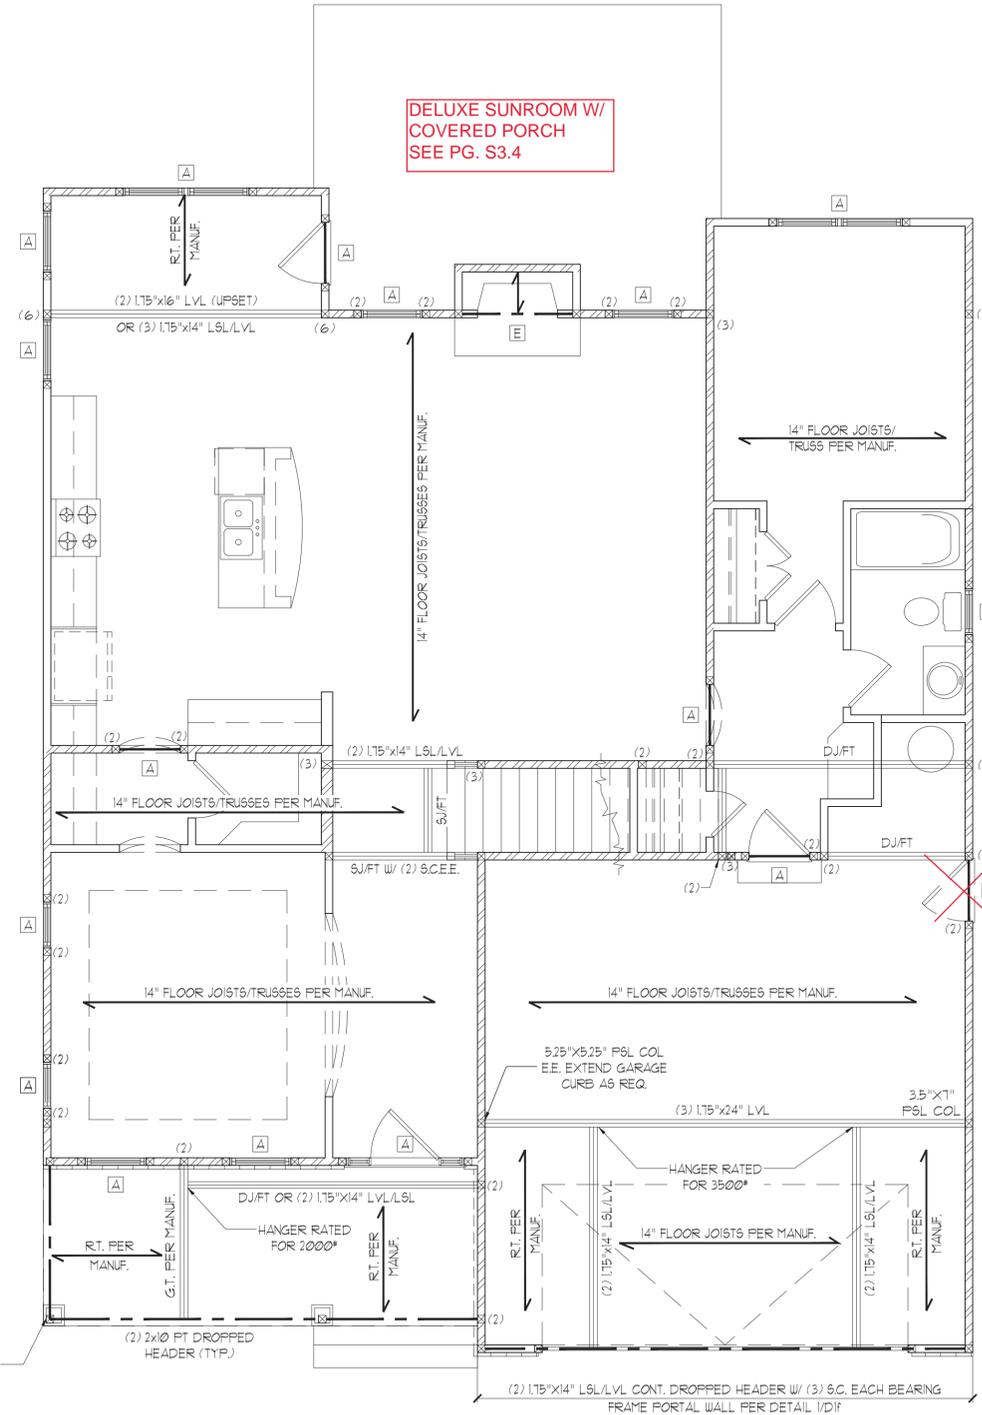 DELUXE SUNROOM W/
COVERED PORCH
SEE PG. S3.4
A
A
A
R.T. PER
MANUF.
A
A
(2) 1.75"x16" LVL (UPSET)
OR (3) 1.75"x14" LSL/LVL
(6)
(6)
(2)
A
(2)
(2)
A
(2)
(3)
E
A
14" FLOOR JOISTS/TRUSSES PER MANUF.
14" FLOOR JOISTS/
TRUSS PER MANUF.
A
(2)
(2)
A
(3)
(2) 1.75"x14" LSL/LVL
(3)
(2)
(2)
DJ/FT
14" FLOOR JOISTS/TRUSSES PER MANUF.
SJ/FT
SJ/FT W/ (2) S.C.E.E.
DJ/FT
(2)
(3)
A
(2)
(2)
(2)
A
(2)
(2)
(2)
14" FLOOR JOISTS/TRUSSES PER MANUF.
14" FLOOR JOISTS/TRUSSES PER MANUF.
(2)
A
(2)
5.25"X5.25" PSL COL
E.E. EXTEND GARAGE
CURB AS REQ.
3.5"X7"
PSL COL
(3) 1.75"x24" LVL
(2)
A
A
A
HANGER RATED
FOR 3500#
(2)
DJ/FT OR (2) 1.75"X14" LVL/LSL
HANGER RATED
FOR 2000#
G.T. PER MANUF.
R.T. PER
MANUF.
R.T. PER
MANUF.
R.T. PER
MANUF.
(2) 1.75"x14" LSL/LVL
14" FLOOR JOISTS PER MANUF.
(2) 1.75"x14" LSL/LVL
R.T. PER
MANUF.
(2)
(2) 2x10 PT DROPPED
HEADER (TYP.)
(2) 1.75"X14" LSL/LVL CONT. DROPPED HEADER W/ (3) S.C. EACH BEARING
FRAME PORTAL WALL PER DETAIL 1/D1f